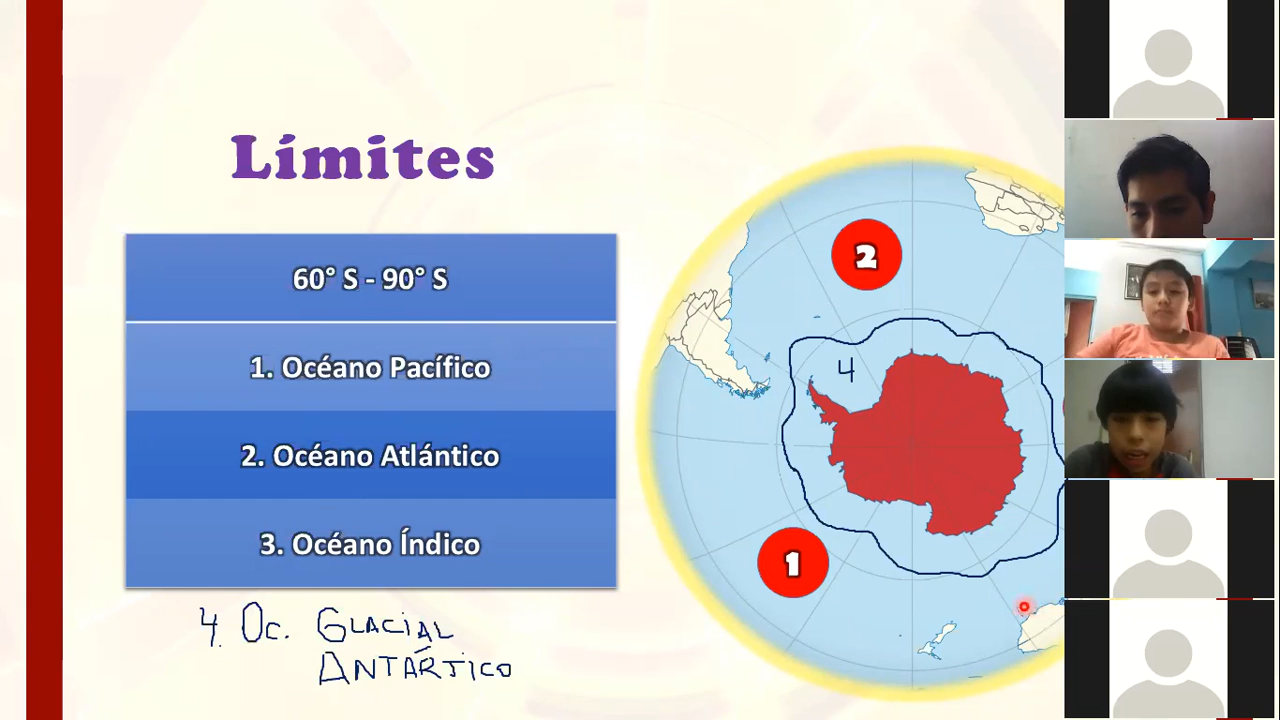 Límites
60° S - 90° S
1. Océano Pacífico
2. Océano Atlántico
3. Océano Índico
4. Oc. GLACIAL
ANTÁRTICO
2
4
1